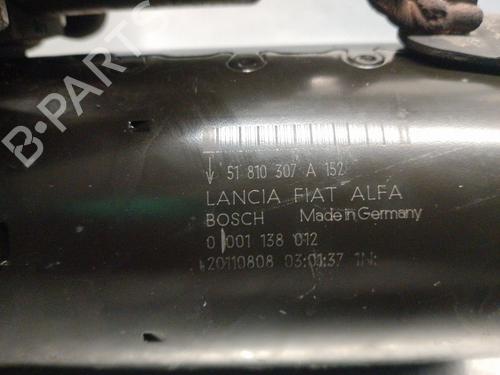 B-PARTS
51 810 307 A 152
LANCIA FIAT ALFA
BOSCH Made in Germany
0 001 138 012
20110808 03:01:37 1N